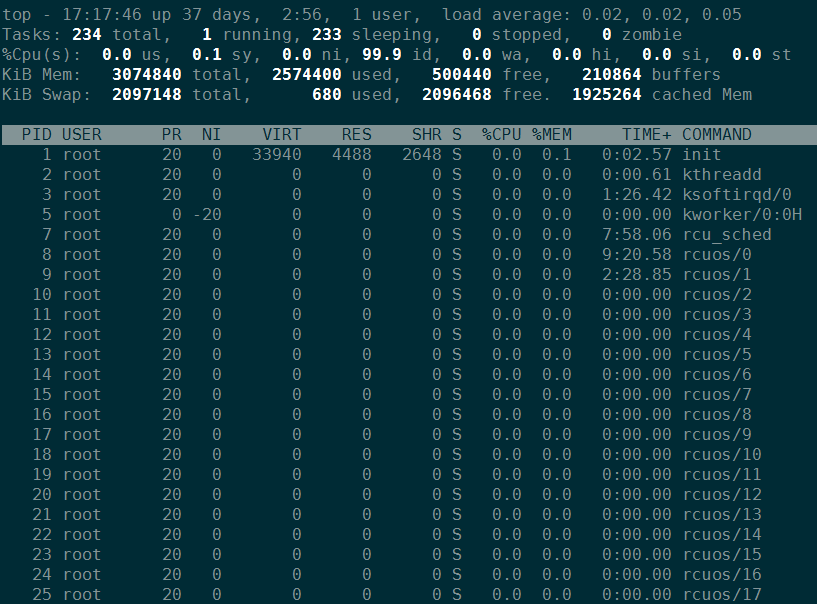 top - 17:17:46 up 37 days,  2:56,  1 user,  load average: 0.02, 0.02, 0.05
Tasks: 234 total,   1 running, 233 sleeping,   0 stopped,   0 zombie
%Cpu(s):  0.0 us,  0.1 sy,  0.0 ni, 99.9 id,  0.0 wa,  0.0 hi,  0.0 si,  0.0 st
KiB Mem:   3074840 total,  2574400 used,   500440 free,   210864 buffers
KiB Swap:  2097148 total,      680 used,  2096468 free.  1925264 cached Mem

  PID USER      PR  NI    VIRT    RES    SHR S  %CPU %MEM     TIME+ COMMAND
    1 root      20   0   33940   4488   2648 S   0.0  0.1   0:02.57 init
    2 root      20   0       0      0      0 S   0.0  0.0   0:00.61 kthreadd
    3 root      20   0       0      0      0 S   0.0  0.0   1:26.42 ksoftirqd/0
    5 root       0 -20       0      0      0 S   0.0  0.0   0:00.00 kworker/0:0H
    7 root      20   0       0      0      0 S   0.0  0.0   7:58.06 rcu_sched
    8 root      20   0       0      0      0 S   0.0  0.0   9:20.58 rcuos/0
    9 root      20   0       0      0      0 S   0.0  0.0   2:28.85 rcuos/1
   10 root      20   0       0      0      0 S   0.0  0.0   0:00.00 rcuos/2
   11 root      20   0       0      0      0 S   0.0  0.0   0:00.00 rcuos/3
   12 root      20   0       0      0      0 S   0.0  0.0   0:00.00 rcuos/4
   13 root      20   0       0      0      0 S   0.0  0.0   0:00.00 rcuos/5
   14 root      20   0       0      0      0 S   0.0  0.0   0:00.00 rcuos/6
   15 root      20   0       0      0      0 S   0.0  0.0   0:00.00 rcuos/7
   16 root      20   0       0      0      0 S   0.0  0.0   0:00.00 rcuos/8
   17 root      20   0       0      0      0 S   0.0  0.0   0:00.00 rcuos/9
   18 root      20   0       0      0      0 S   0.0  0.0   0:00.00 rcuos/10
   19 root      20   0       0      0      0 S   0.0  0.0   0:00.00 rcuos/11
   20 root      20   0       0      0      0 S   0.0  0.0   0:00.00 rcuos/12
   21 root      20   0       0      0      0 S   0.0  0.0   0:00.00 rcuos/13
   22 root      20   0       0      0      0 S   0.0  0.0   0:00.00 rcuos/14
   23 root      20   0       0      0      0 S   0.0  0.0   0:00.00 rcuos/15
   24 root      20   0       0      0      0 S   0.0  0.0   0:00.00 rcuos/16
   25 root      20   0       0      0      0 S   0.0  0.0   0:00.00 rcuos/17